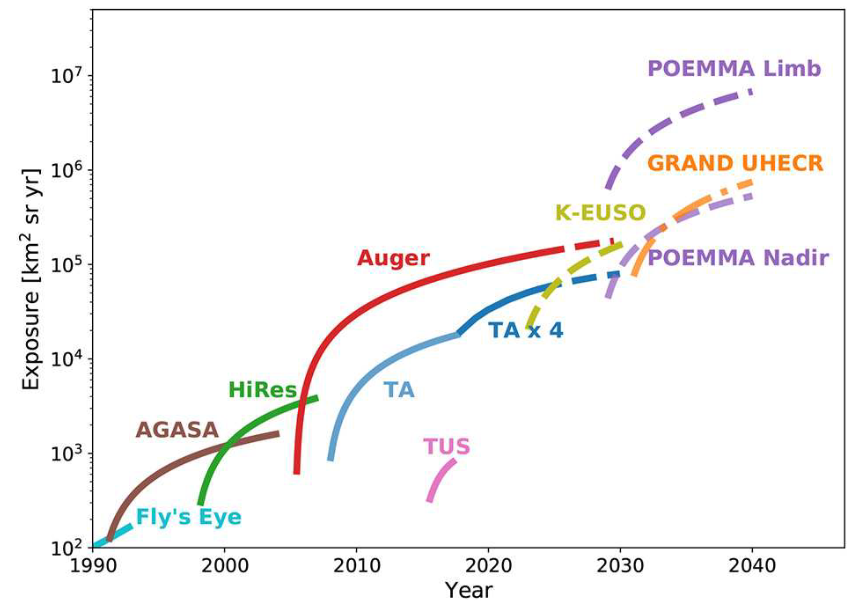 10⁷
10⁶
10⁵
10⁴
10³
10²
Exposure [km² sr yr]
POEMMA Limb
GRAND UHECR
K-EUSO
Auger
POEMMA Nadir
TA x 4
HiRes
TA
AGASA
TUS
Fly's Eye
1990 2000 2010 2020 2030 2040
Year